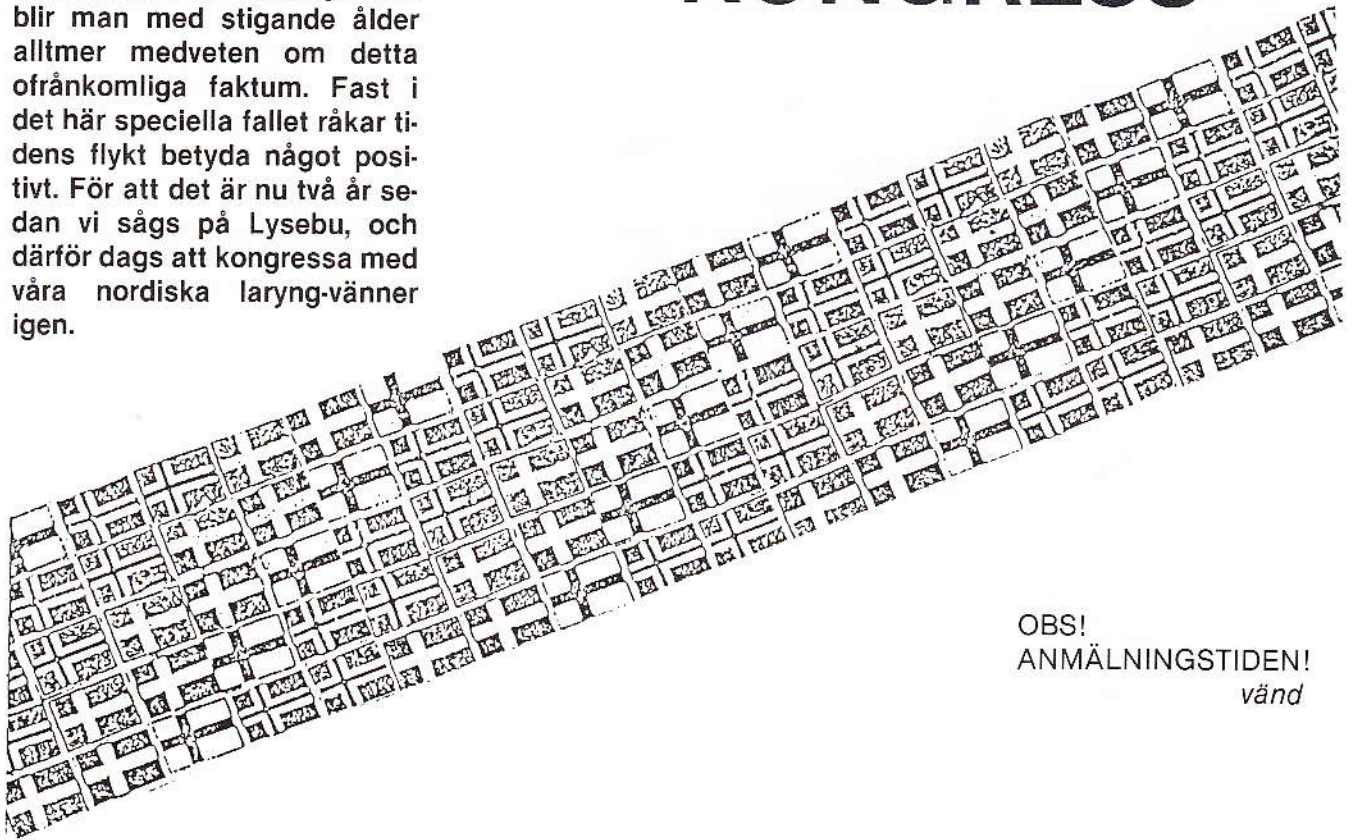 blir man med stigande ålder
alltmer medveten om detta
ofrånkomliga faktum. Fast i
det här speciella fallet råkar ti-
dens flykt betyda något posi-
tivt. För att det är nu två år se-
dan vi sågs på Lysebu, och
därför dags att kongressa med
våra nordiska laryng-vänner
igen.
OBS!
ANMÄLNINGSTIDEN!
vänd